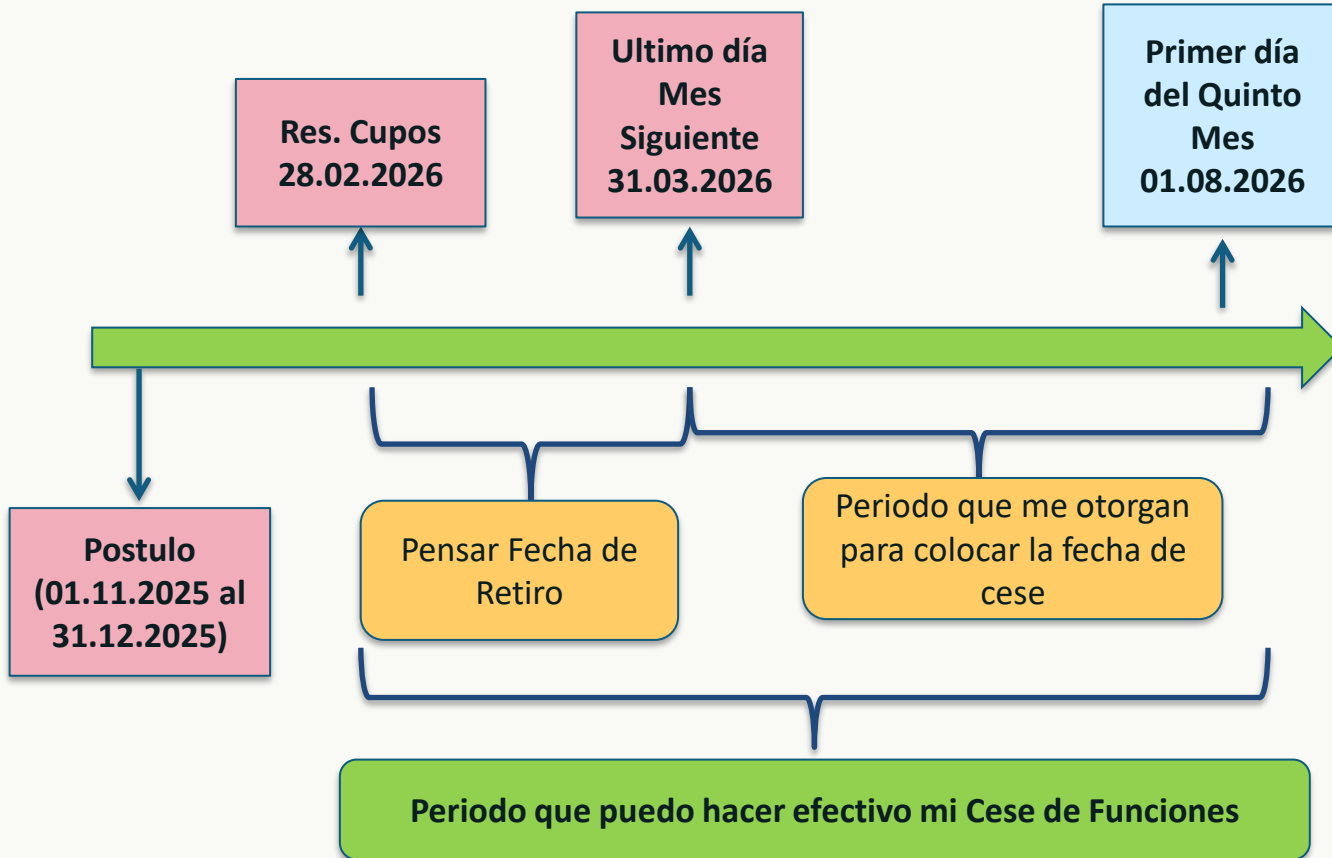 Res. Cupos
28.02.2026
Ultimo día
Mes
Siguiente
31.03.2026
Primer día
del Quinto
Mes
01.08.2026
Postulo
(01.11.2025 al
31.12.2025)
Pensar Fecha de
Retiro
Periodo que me otorgan
para colocar la fecha de
cese
Periodo que puedo hacer efectivo mi Cese de Funciones